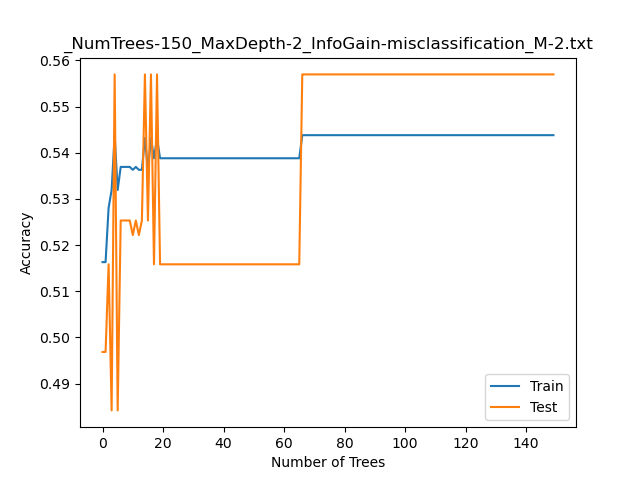 _NumTrees-150_MaxDepth-2_InfoGain-misclassification_M-2.txt
0.56
0.55
0.54
0.53
0.52
0.51
0.50
0.49
Accuracy
0 20 40 60 80 100 120 140
Number of Trees
Train
Test